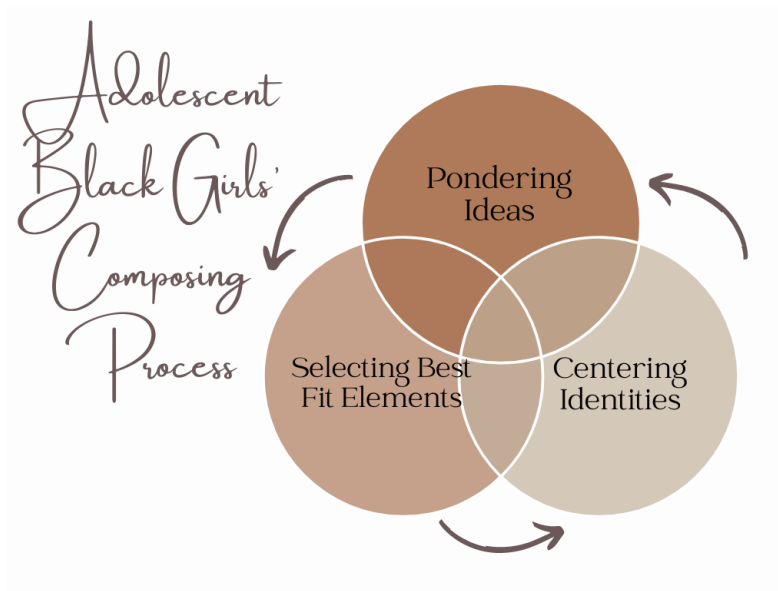 Adolescent
Black Girls'
Composing
Process
Pondering
Ideas
Selecting Best
Fit Elements
Centering
Identities